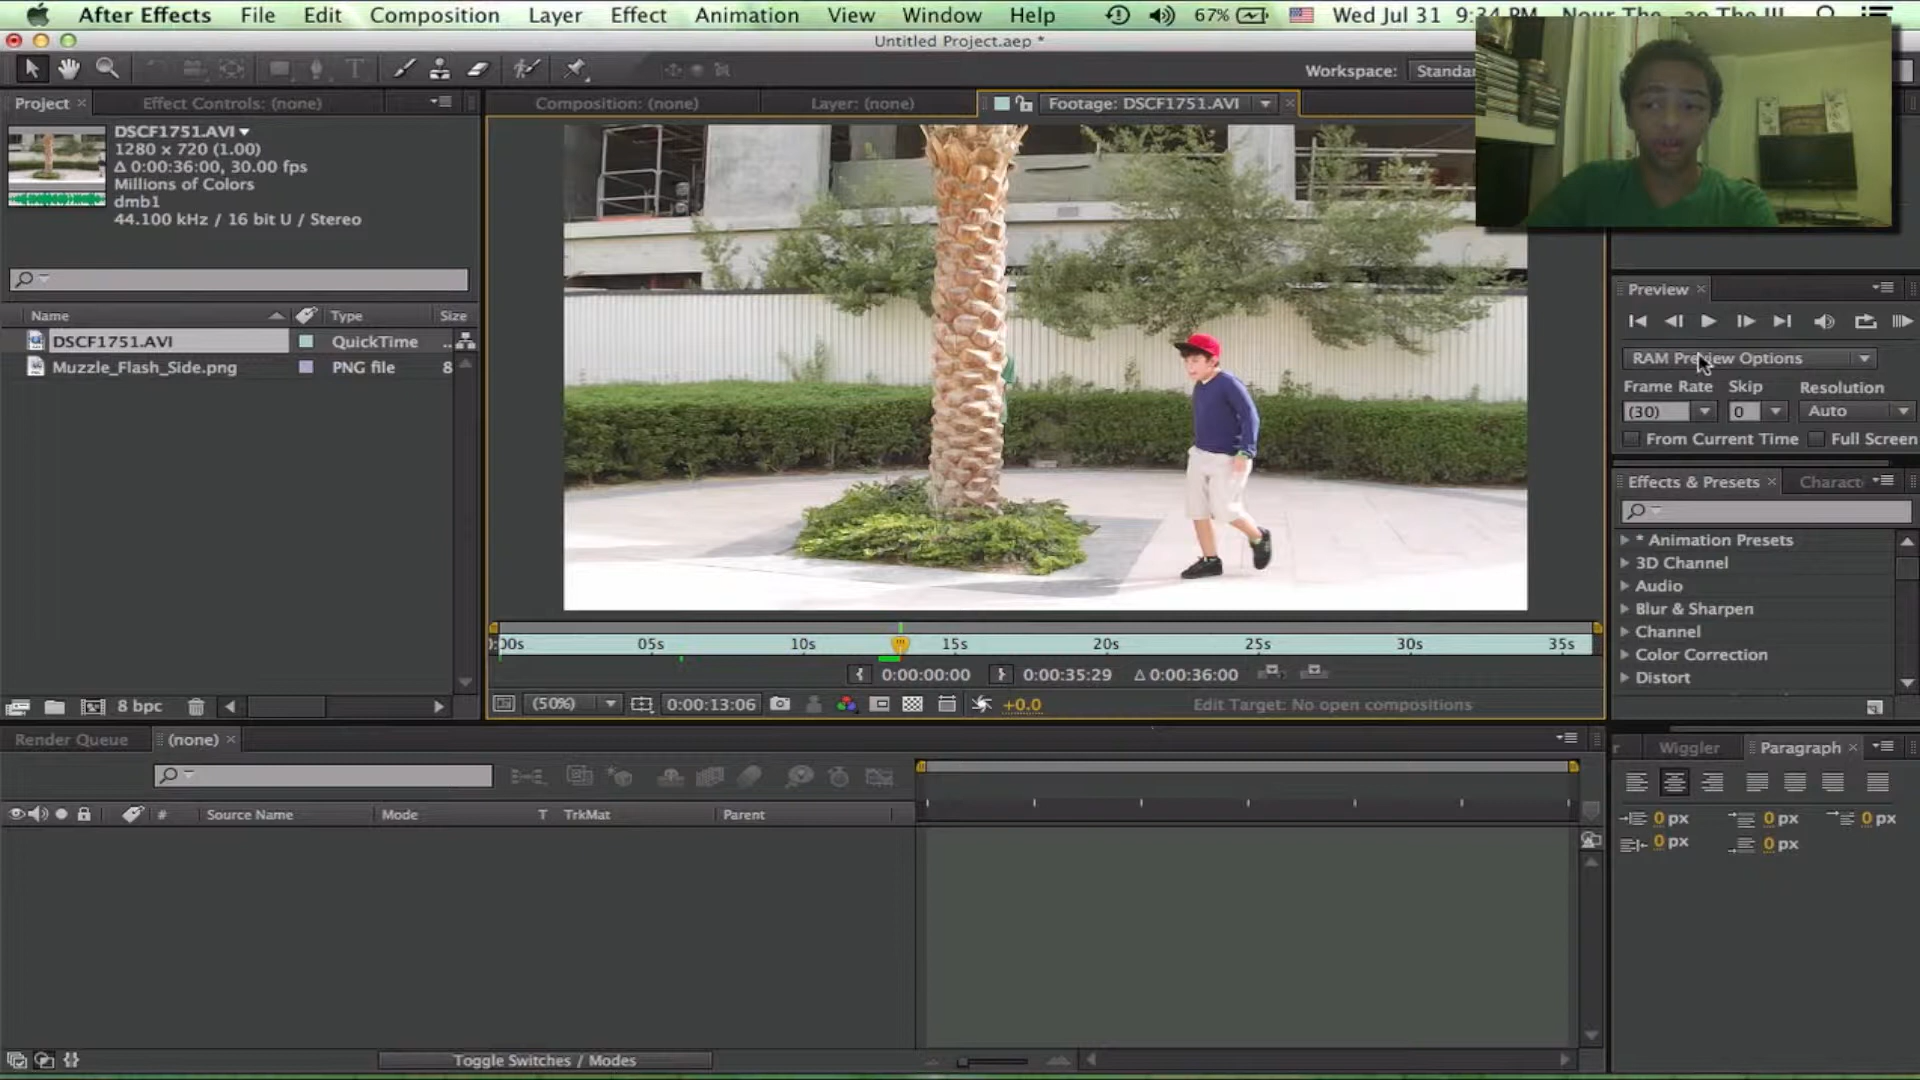 After Effects File Edit Composition Layer Effect Animation View Window Help 67% Wed Jul 31 9:34 PM
Untitled Project.aep *
Workspace: Standa
Project × Effect Controls: (none)
Composition: (none) Layer: (none) Footage: DSCF1751.AVI ×
DSCF1751.AVI
1280 x 720 (1.00)
Δ 0:00:36:00, 30.00 fps
Millions of Colors
dmb1
44.100 kHz / 16 bit U / Stereo
Name Type Size
DSCF1751.AVI QuickTime ..
Muzzle_Flash_Side.png PNG file 8
8 bpc
05s 10s 15s 20s 25s 30s 35s
0:00:00:00 0:00:35:29 Δ 0:00:36:00
(50%) 0:00:13:06 +0.0 Edit Target: No open compositions
Preview ×
RAM Preview Options
Frame Rate Skip Resolution
(30) 0 Auto
From Current Time Full Screen
Effects & Presets × Charact
* Animation Presets
3D Channel
Audio
Blur & Sharpen
Channel
Color Correction
Distort
Render Queue (none) ×
# Source Name Mode T TrkMat Parent
Toggle Switches / Modes
r Wiggler Paragraph ×
0 px 0 px 0 px
0 px 0 px